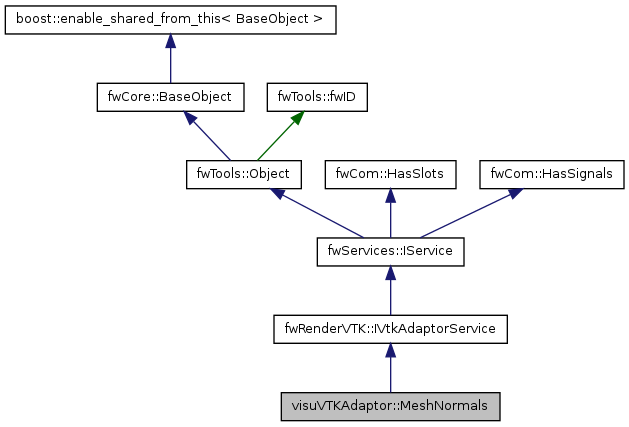 boost::enable_shared_from_this< BaseObject >
fwCore::BaseObject
fwTools::fwID
fwTools::Object
fwCom::HasSlots
fwCom::HasSignals
fwServices::IService
fwRenderVTK::IVtkAdaptorService
visuVTKAdaptor::MeshNormals